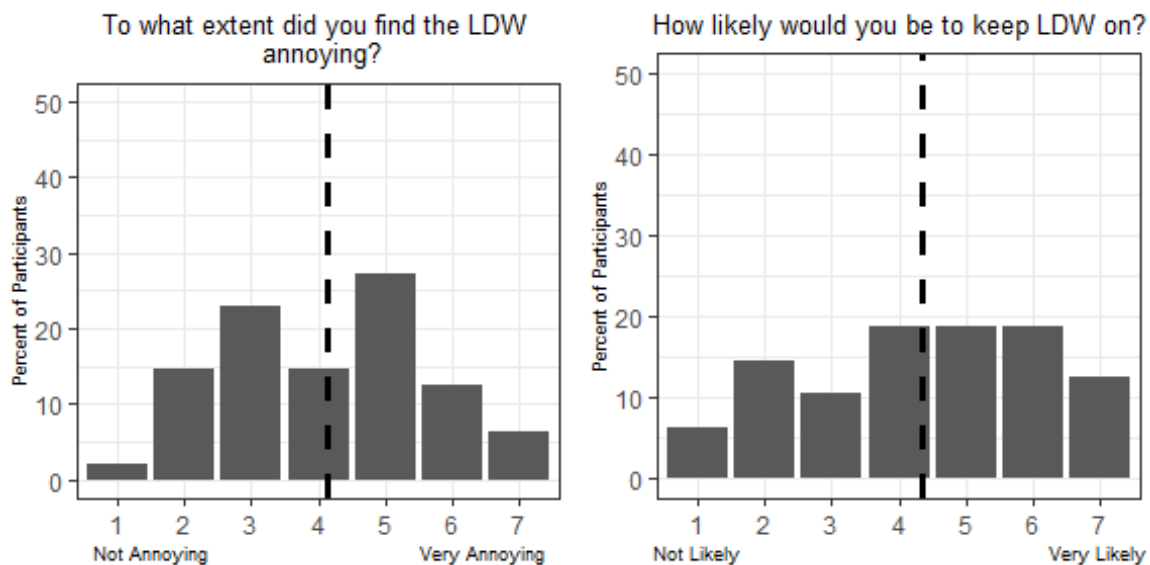 To what extent did you find the LDW
annoying?
Percent of Participants
50
40
30
20
10
0
1 2 3 4 5 6 7
Not Annoying Very Annoying
How likely would you be to keep LDW on?
Percent of Participants
50
40
30
20
10
0
1 2 3 4 5 6 7
Not Likely Very Likely